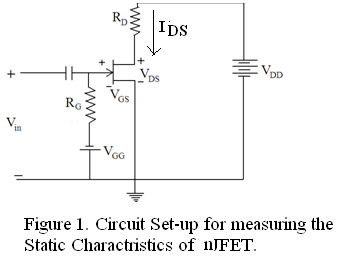 R_D
I_DS
+
+
+
V_DS
V_DD
-
-
V_GS
R_G
V_in
V_GG
-
Figure 1. Circuit Set-up for measuring the
Static Charactristics of nJFET.